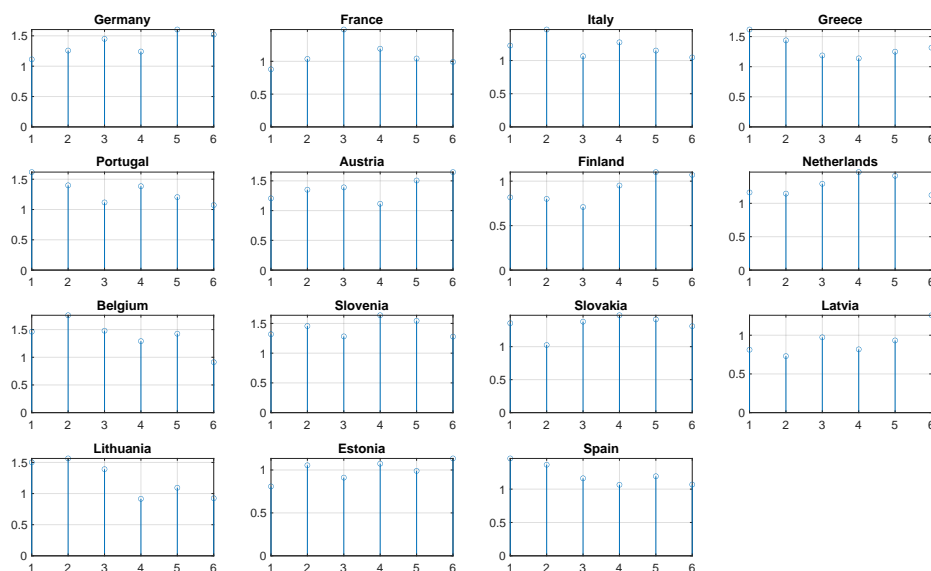 Germany
1.5
1
0.5
0
1 2 3 4 5 6
France
1
0.5
0
1 2 3 4 5 6
Italy
1
0.5
0
1 2 3 4 5 6
Greece
1
0.5
0
1 2 3 4 5 6
Portugal
1.5
1
0.5
0
1 2 3 4 5 6
Austria
1.5
1
0.5
0
1 2 3 4 5 6
Finland
1
0.5
0
1 2 3 4 5 6
Netherlands
1
0.5
0
1 2 3 4 5 6
Belgium
1.5
1
0.5
0
1 2 3 4 5 6
Slovenia
1.5
1
0.5
0
1 2 3 4 5 6
Slovakia
1
0.5
0
1 2 3 4 5 6
Latvia
1
0.5
0
1 2 3 4 5 6
Lithuania
1.5
1
0.5
0
1 2 3 4 5 6
Estonia
1
0.5
0
1 2 3 4 5 6
Spain
1
0.5
0
1 2 3 4 5 6